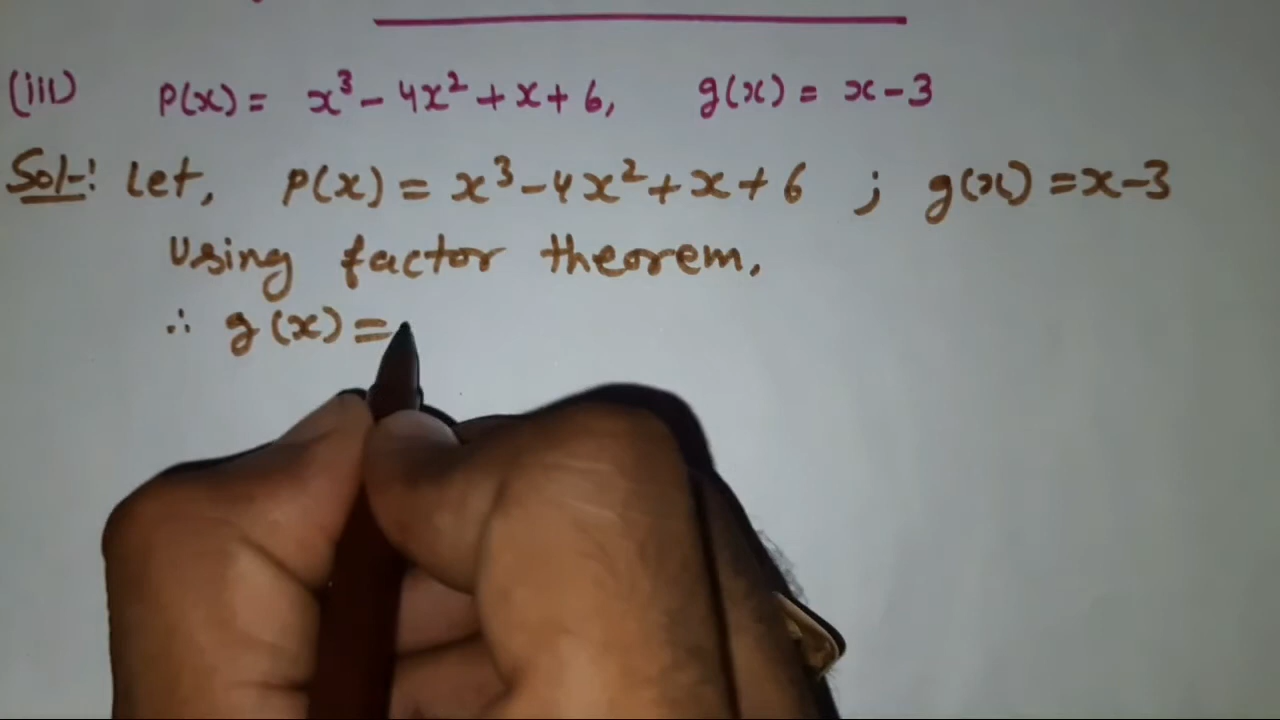 (iii) p(x) = x³ - 4x² + x + 6, g(x) = x - 3
Sol-: Let, p(x) = x³ - 4x² + x + 6 ; g(x) = x - 3
Using factor theorem,
∴ g(x) =